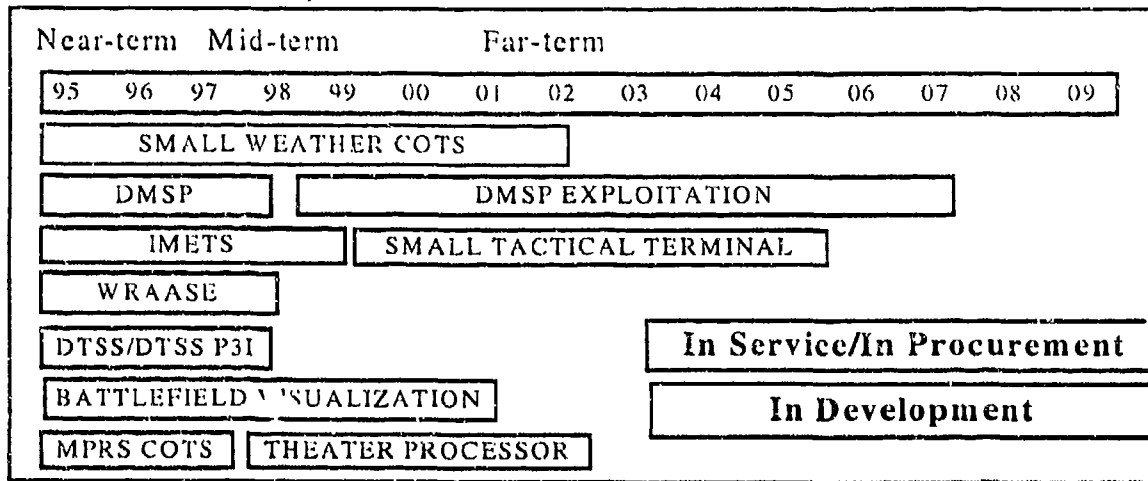 Near-term Mid-term Far-term
95 96 97 98 99 00 01 02 03 04 05 06 07 08 09
SMALL WEATHER COTS
DMSP DMSP EXPLOITATION
IMETS SMALL TACTICAL TERMINAL
WRAASE
DTSS/DTSS P3I In Service/In Procurement
BATTLEFIELD VISUALIZATION In Development
MPRS COTS THEATER PROCESSOR